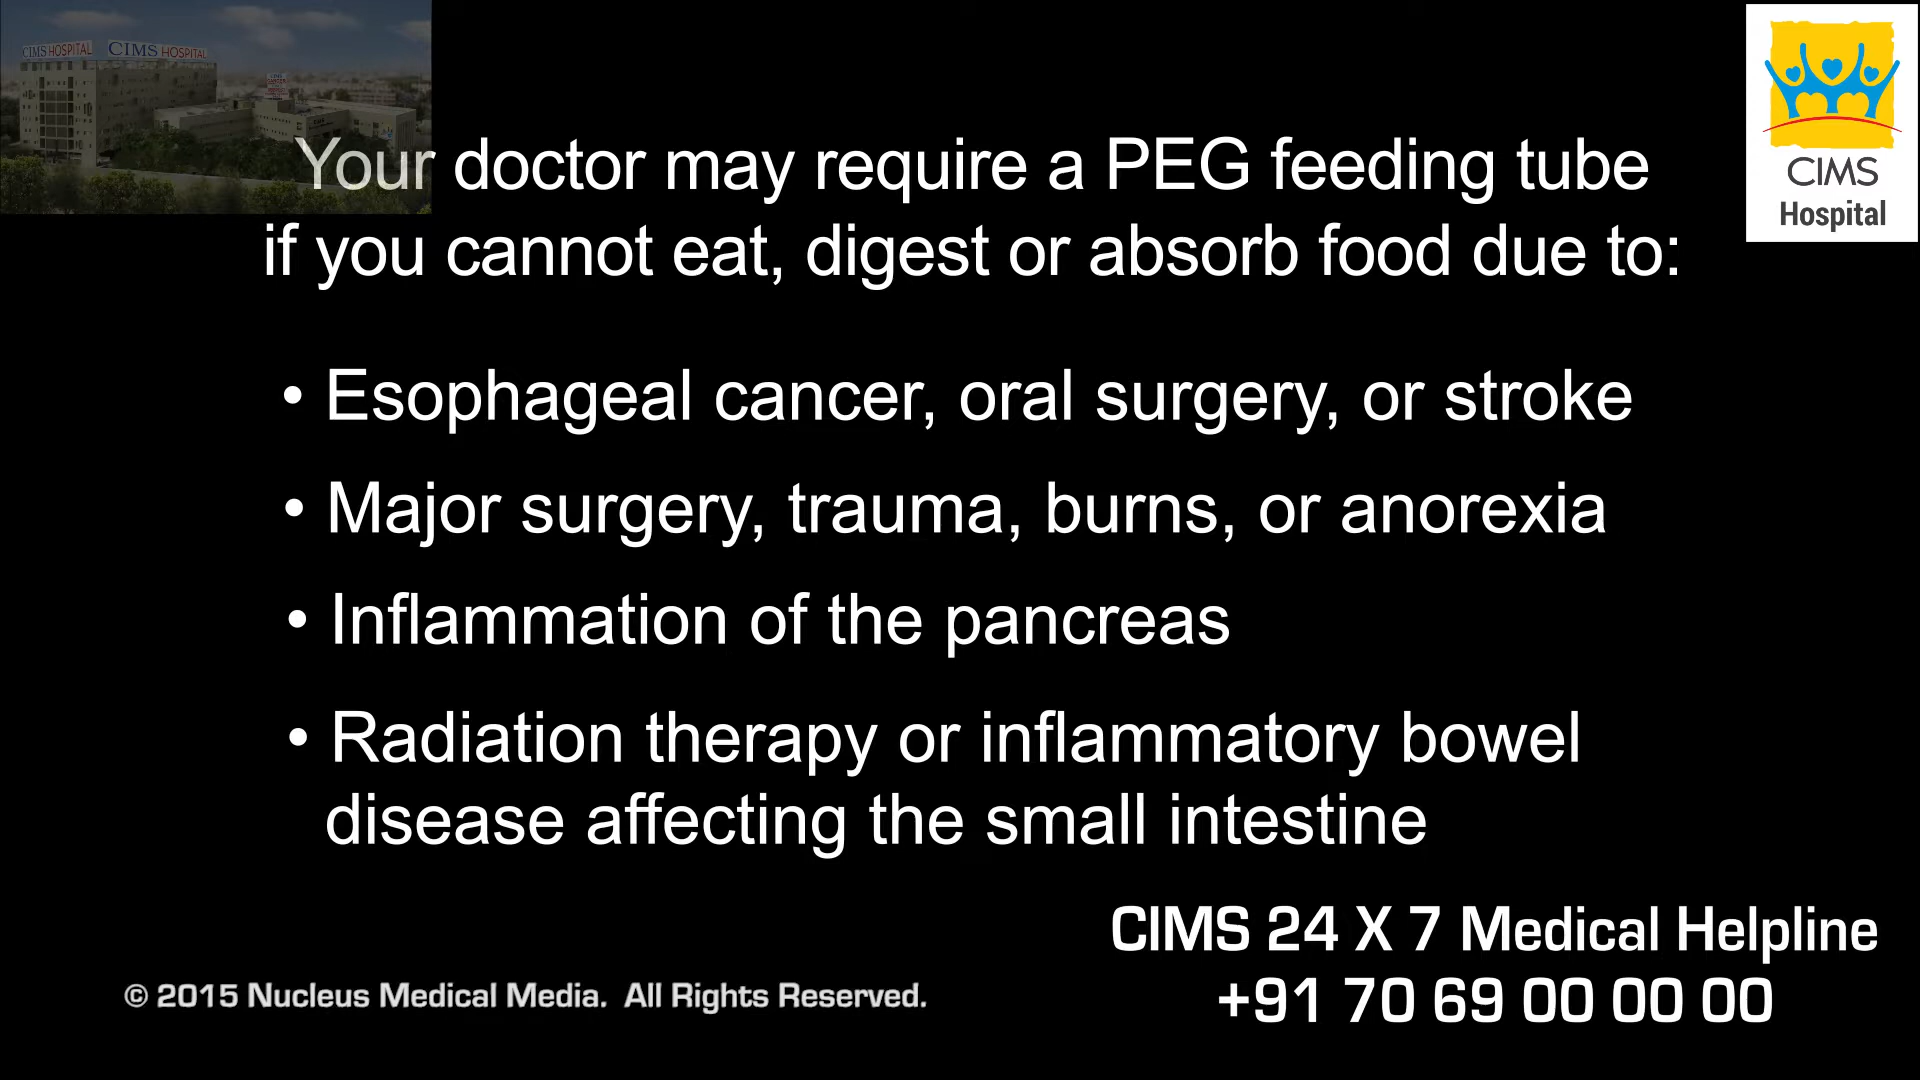 CIMS HOSPITAL CIMS HOSPITAL
CIMS
Hospital
Your doctor may require a PEG feeding tube
if you cannot eat, digest or absorb food due to:
• Esophageal cancer, oral surgery, or stroke
• Major surgery, trauma, burns, or anorexia
• Inflammation of the pancreas
• Radiation therapy or inflammatory bowel
disease affecting the small intestine
CIMS 24 X 7 Medical Helpline
+91 70 69 00 00 00
© 2015 Nucleus Medical Media. All Rights Reserved.